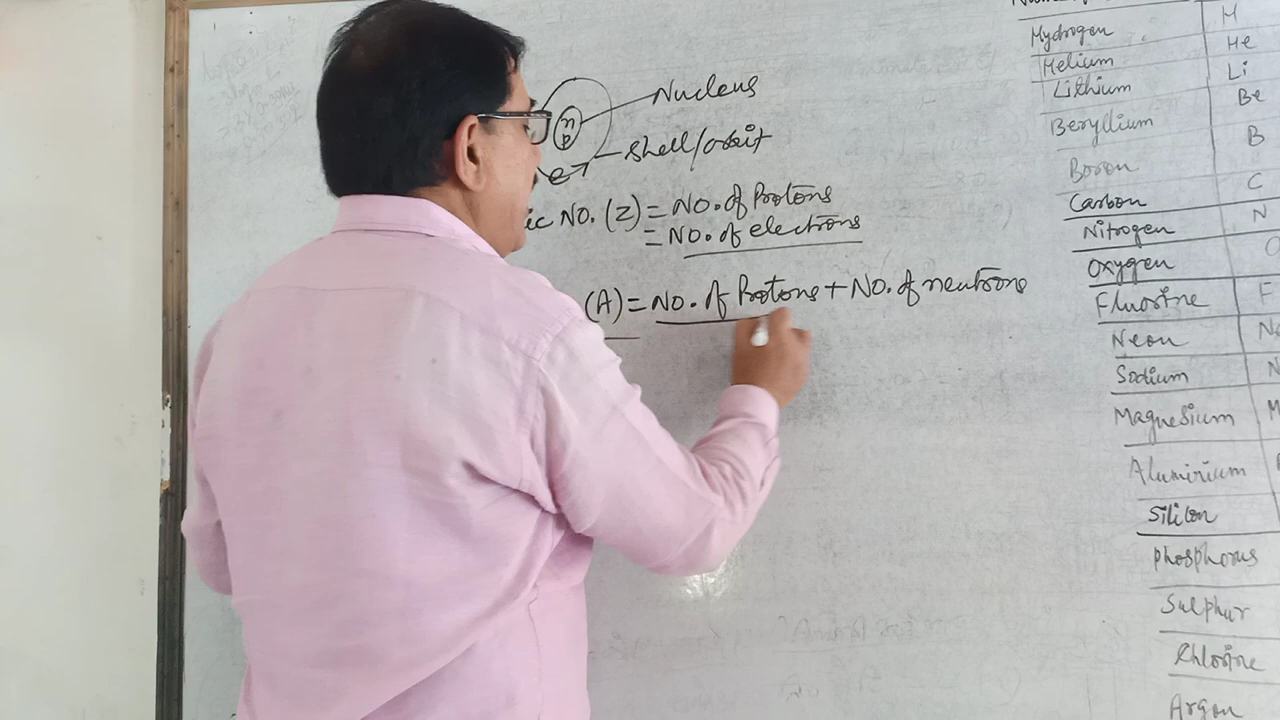 Nucleus
n
p
Shell/orbit
e
ic NO. (Z) = NO. of Protons
= NO. of electrons
(A) = NO. of Protons + NO. of neutrons
Hydrogen H
Helium He
Lithium Li
Beryllium Be
Boron B
Carbon C
Nitrogen N
Oxygen
Fluorine F
Neon
Sodium
Magnesium
Aluminium
Silicon
Phosphorus
Sulphur
Chlorine
Argon